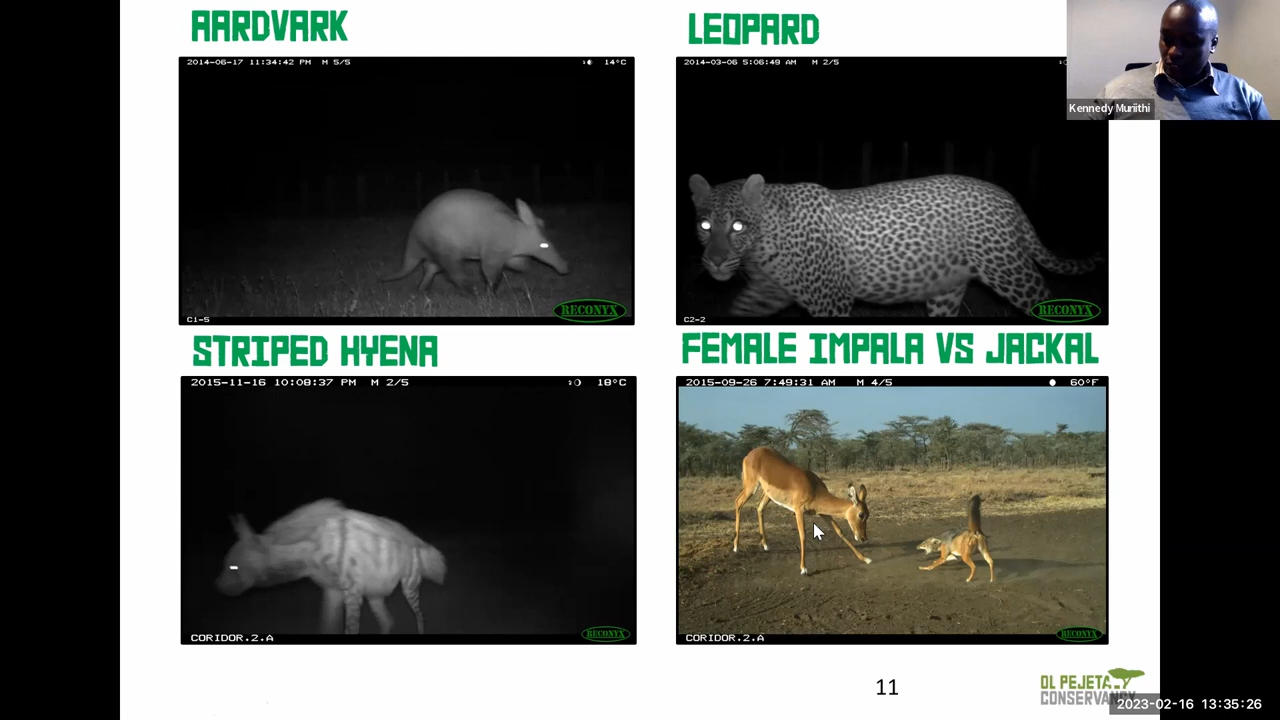 AARDVARK
LEOPARD
2014-06-17 11:34:42 PM M 5/5 14°C
2014-03-06 5:06:49 AM M 2/5
Kennedy Muriithi
C1-5 RECONYX
C2-2 RECONYX
STRIPED HYENA
FEMALE IMPALA VS JACKAL
2015-11-16 10:08:37 PM M 2/5 18°C
2015-09-26 7:49:31 AM M 4/5 60°F
CORIDOR.2.A RECONYX
CORIDOR.2.A RECONYX
11
OL PEJETA
CONSERVANCY
2023-02-16 13:35:26